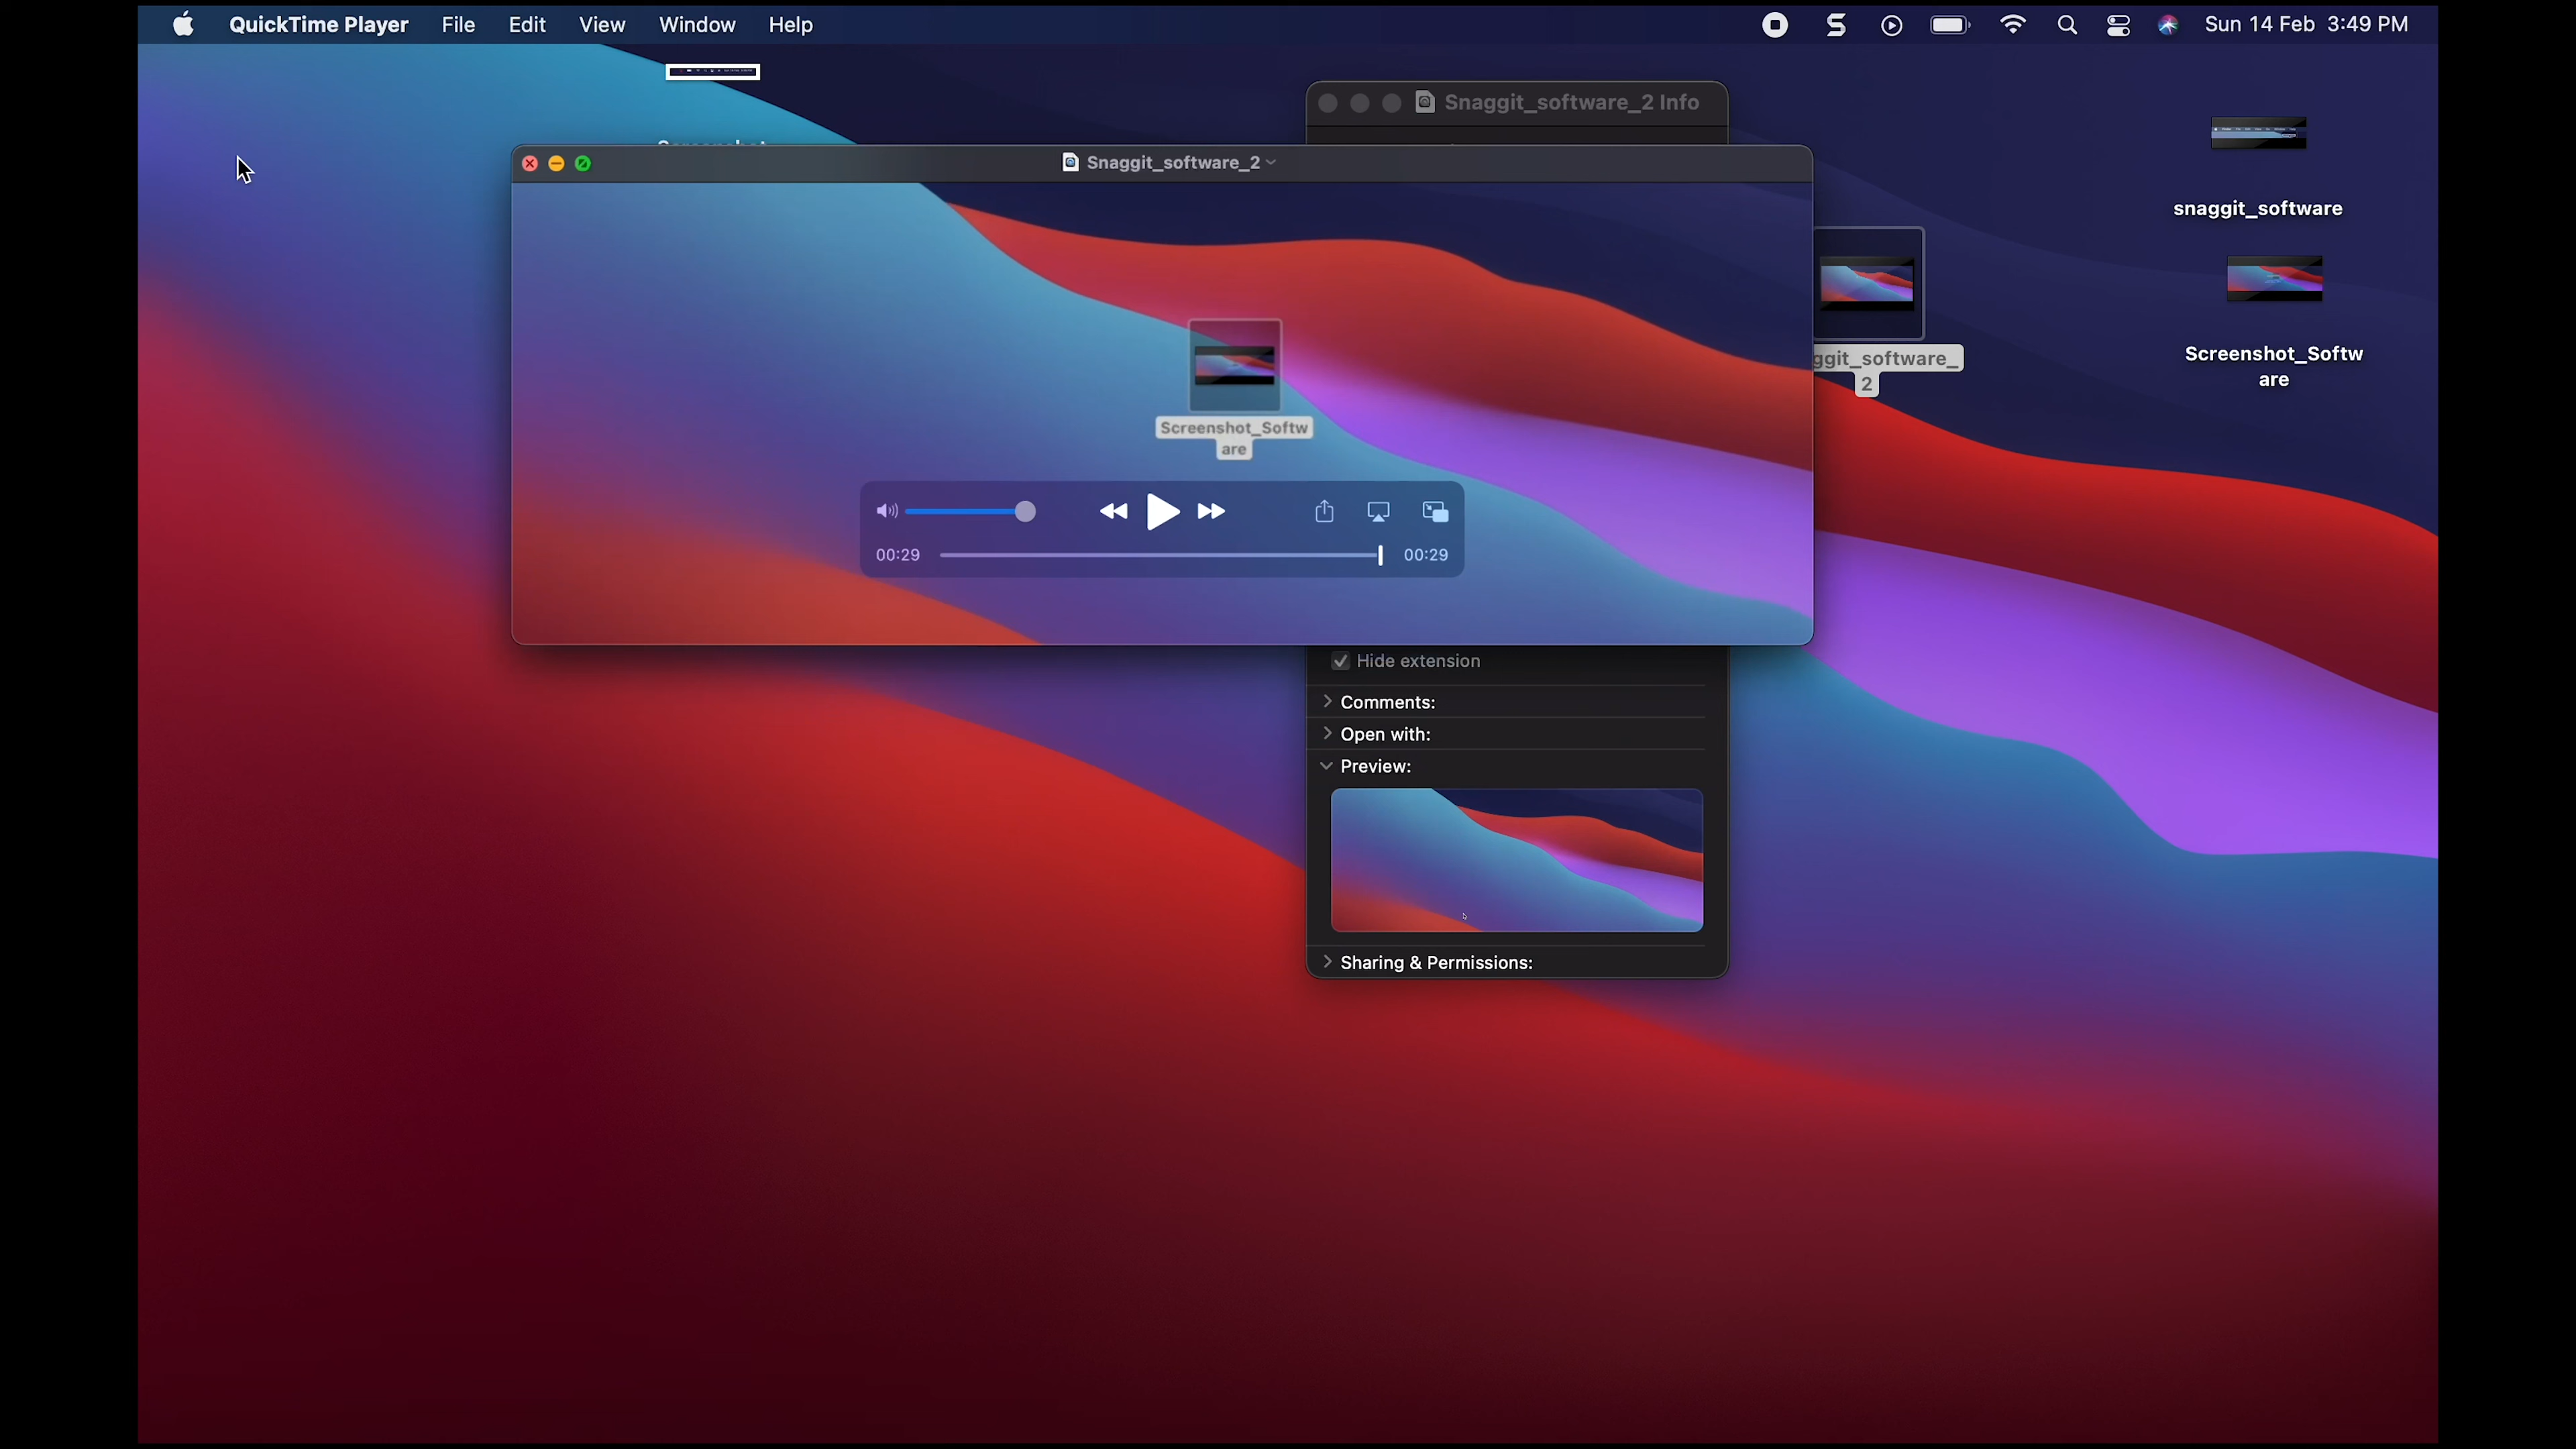 QuickTime Player File Edit View Window Help Sun 14 Feb 3:49 PM
Snaggit_software_2 Info
Snaggit_software_2
snaggit_software
ggit_software_
2
Screenshot_Softw
are
Screenshot_Softw
are
00:29 00:29
Hide extension
Comments:
Open with:
Preview:
Sharing & Permissions: